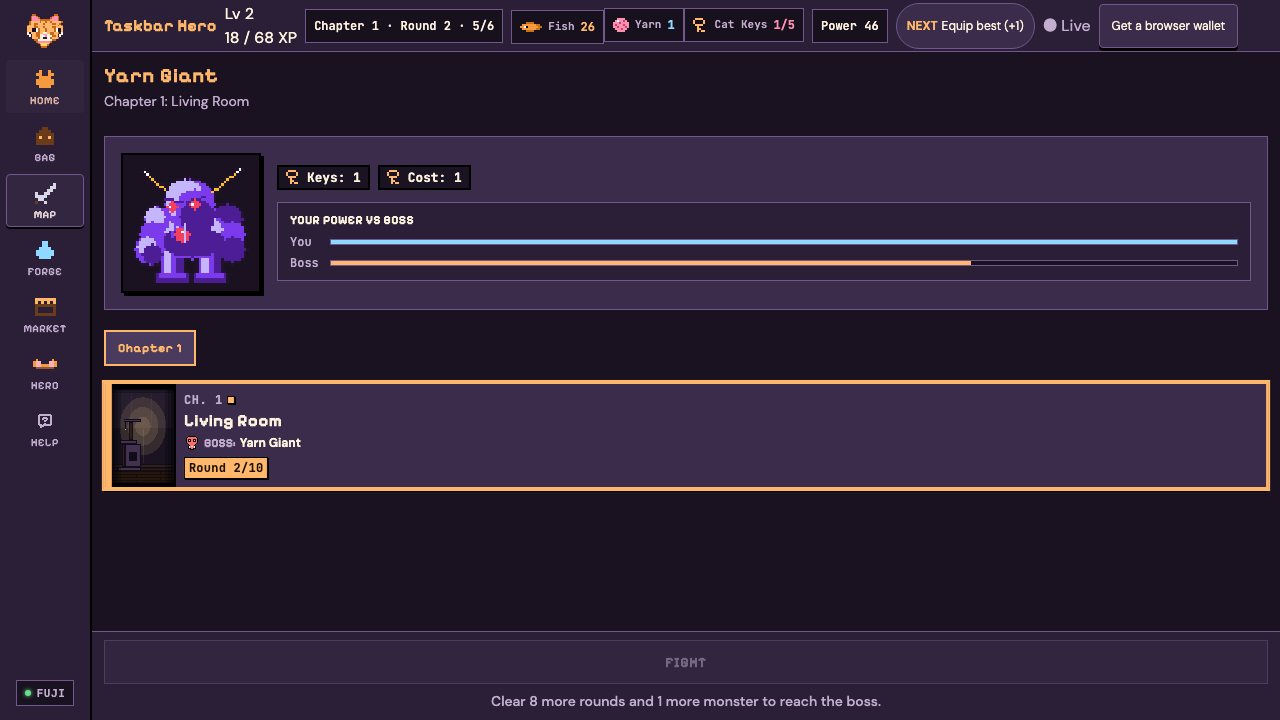 Taskbar Hero
Lv 2
18 / 68 XP
Chapter 1 · Round 2 · 5/6
Fish 26
Yarn 1
Cat Keys 1/5
Power 46
NEXT Equip best (+1)
Live
Get a browser wallet
HOME
BAG
MAP
FORGE
MARKET
HERO
HELP
FUJI
Yarn Giant
Chapter 1: Living Room
Keys: 1
Cost: 1
YOUR POWER VS BOSS
You
Boss
Chapter 1
CH. 1
Living Room
BOSS: Yarn Giant
Round 2/10
FIGHT
Clear 8 more rounds and 1 more monster to reach the boss.